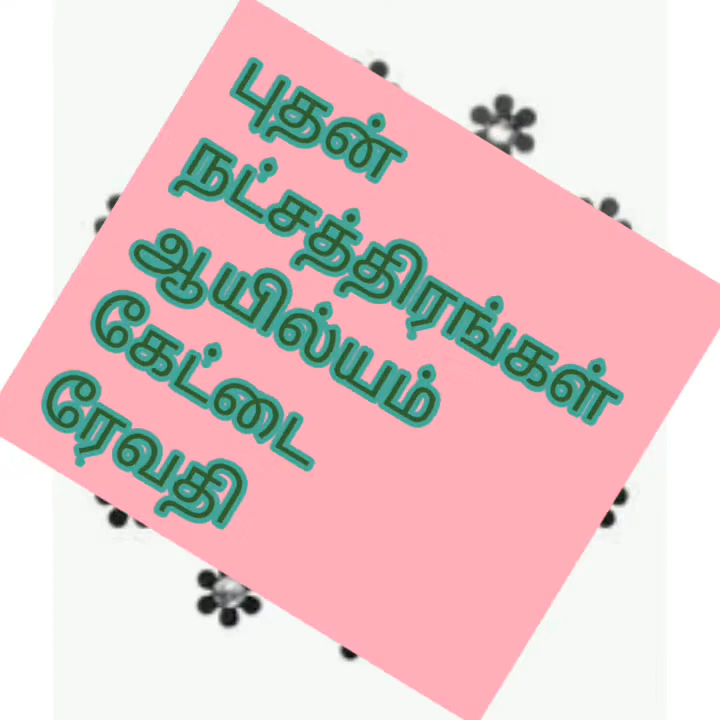 புதன்
நட்சத்திரங்கள்
ஆயில்யம்
கேட்டை
ரேவதி